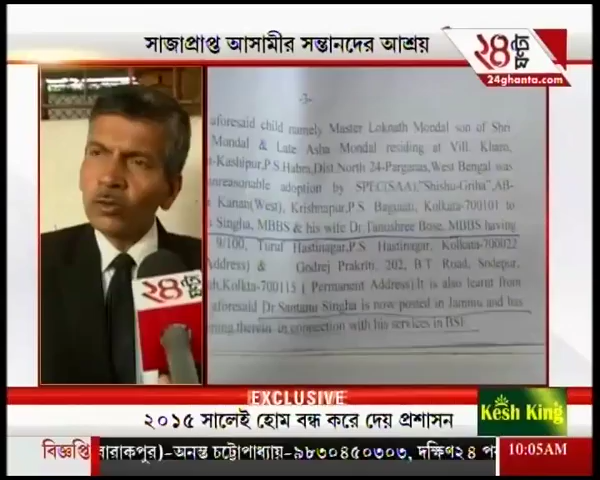 সাজাপ্রাপ্ত আসামীর সন্তানদের আশ্রয়
২৪ ঘণ্টা
24ghanta.com
-3-
aforesaid child namely Master Loknath Mondal son of Shri
Mondal & Late Asha Mondal residing at Vill. Kharo,
-Kashipur,P.S.Habra,Dist.North 24-Parganas,West Bengal was
unreasonable adoption by SPEC(SAA),"Shishu-Griha",AB-
Kanan(West), Krishnapur,P.S. Baguiati, Kolkata-700101 to
Singha, MBBS & his wife Dr Tanushree Bose, MBBS having
9/100, Turuf Hastinagar,P.S. Hastinagar, Kolkata-700022
Address) & Godrej Prakriti, 202, B.T Road, Sodepur,
Kolkata-700115 ( Permanent Address).It is also learnt from
aforesaid Dr Santanu Singha is now posted in Jammu and has
therein in connection with his services in BSF.
২৪
EXCLUSIVE
২০১৫ সালেই হোম বন্ধ করে দেয় প্রশাসন
Kesh King
বিজ্ঞপ্তি
বারাকপুর)-অনন্ত চট্টোপাধ্যায়-৯৮৩০৪৫০৩০৩, দক্ষিণ২৪ প
10:05AM